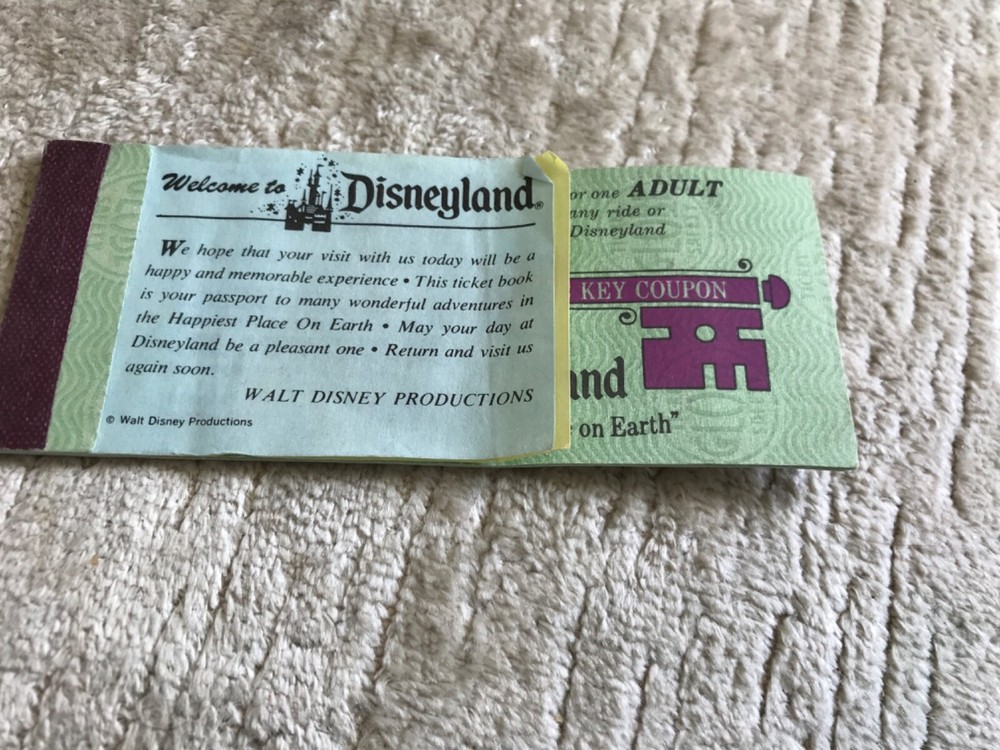 Welcome to Disneyland®
We hope that your visit with us today will be a
happy and memorable experience • This ticket book
is your passport to many wonderful adventures in
the Happiest Place On Earth • May your day at
Disneyland be a pleasant one • Return and visit us
again soon.
WALT DISNEY PRODUCTIONS
© Walt Disney Productions
or one ADULT
any ride or
Disneyland
KEY COUPON
and
on Earth"